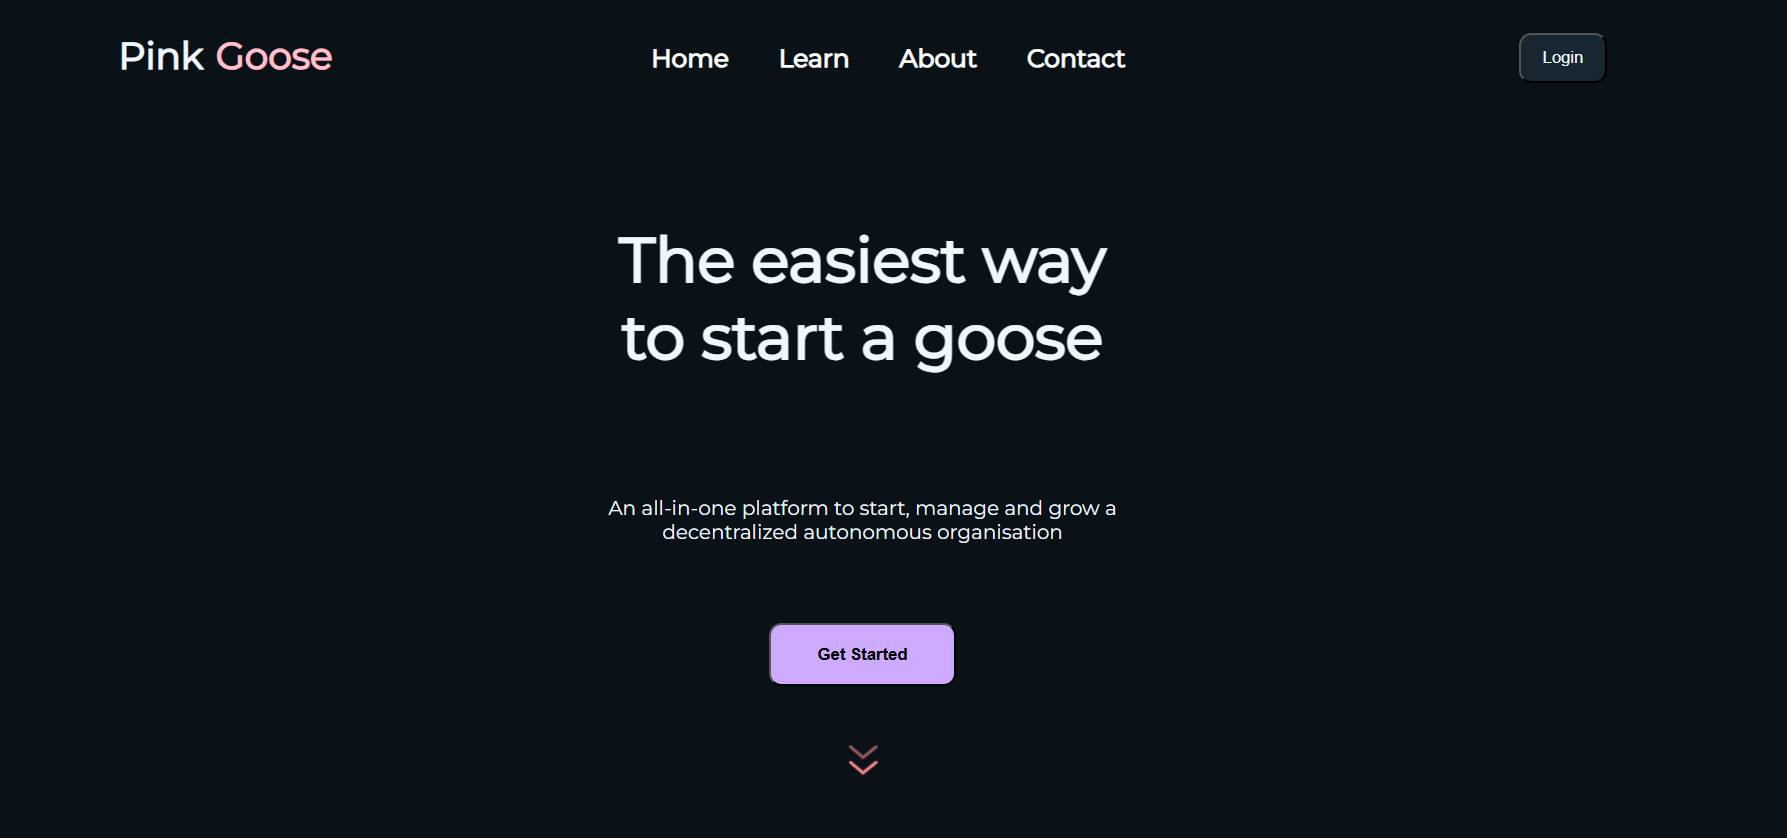 Pink Goose
Home Learn About Contact
Login
The easiest way
to start a goose
An all-in-one platform to start, manage and grow a
decentralized autonomous organisation
Get Started